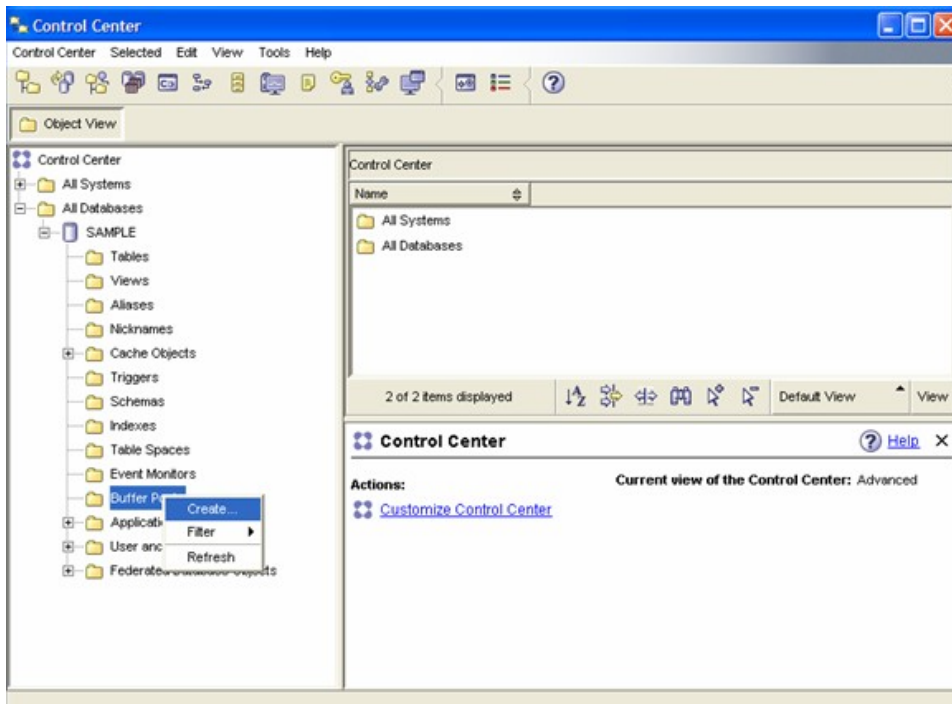 Control Center
Control Center Selected Edit View Tools Help
Object View
Control Center
All Systems
All Databases
SAMPLE
Tables
Views
Aliases
Nicknames
Cache Objects
Triggers
Schemas
Indexes
Table Spaces
Event Monitors
Buffer
Create...
Filter
Refresh
User and
Control Center
Name
All Systems
All Databases
2 of 2 items displayed
Default View
View
Control Center
Help
Actions:
Current view of the Control Center: Advanced
Customize Control Center